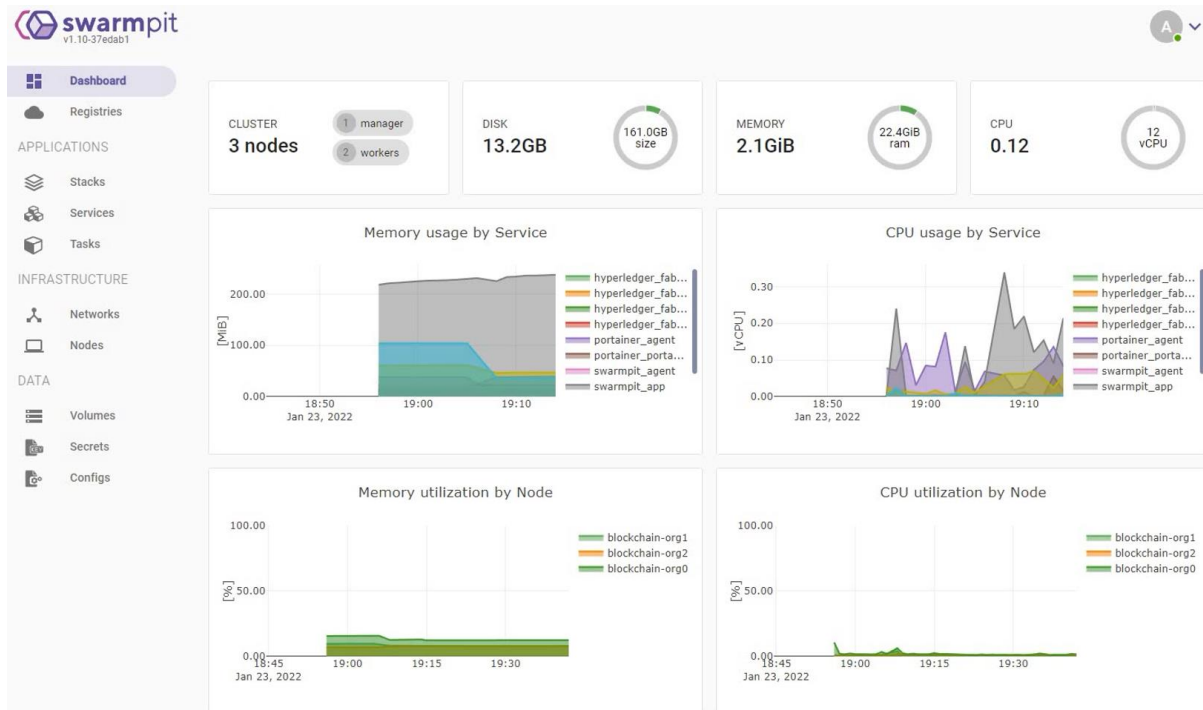 swarmpit
v1.10-37edab1
A
Dashboard
Registries
APPLICATIONS
Stacks
Services
Tasks
INFRASTRUCTURE
Networks
Nodes
DATA
Volumes
Secrets
Configs
CLUSTER
3 nodes
1 manager
2 workers
DISK
13.2GB
161.0GB
size
MEMORY
2.1GiB
22.4GiB
ram
CPU
0.12
12
vCPU
Memory usage by Service
[MiB]
200.00
100.00
0.00
18:50 19:00 19:10
Jan 23, 2022
hyperledger_fab...
hyperledger_fab...
hyperledger_fab...
hyperledger_fab...
portainer_agent
portainer_porta...
swarmpit_agent
swarmpit_app
CPU usage by Service
[vCPU]
0.30
0.20
0.10
0.00
18:50 19:00 19:10
Jan 23, 2022
hyperledger_fab...
hyperledger_fab...
hyperledger_fab...
hyperledger_fab...
portainer_agent
portainer_porta...
swarmpit_agent
swarmpit_app
Memory utilization by Node
[%]
100.00
50.00
0.00
18:45 19:00 19:15 19:30
Jan 23, 2022
blockchain-org1
blockchain-org2
blockchain-org0
CPU utilization by Node
[%]
100.00
50.00
0.00
18:45 19:00 19:15 19:30
Jan 23, 2022
blockchain-org1
blockchain-org2
blockchain-org0